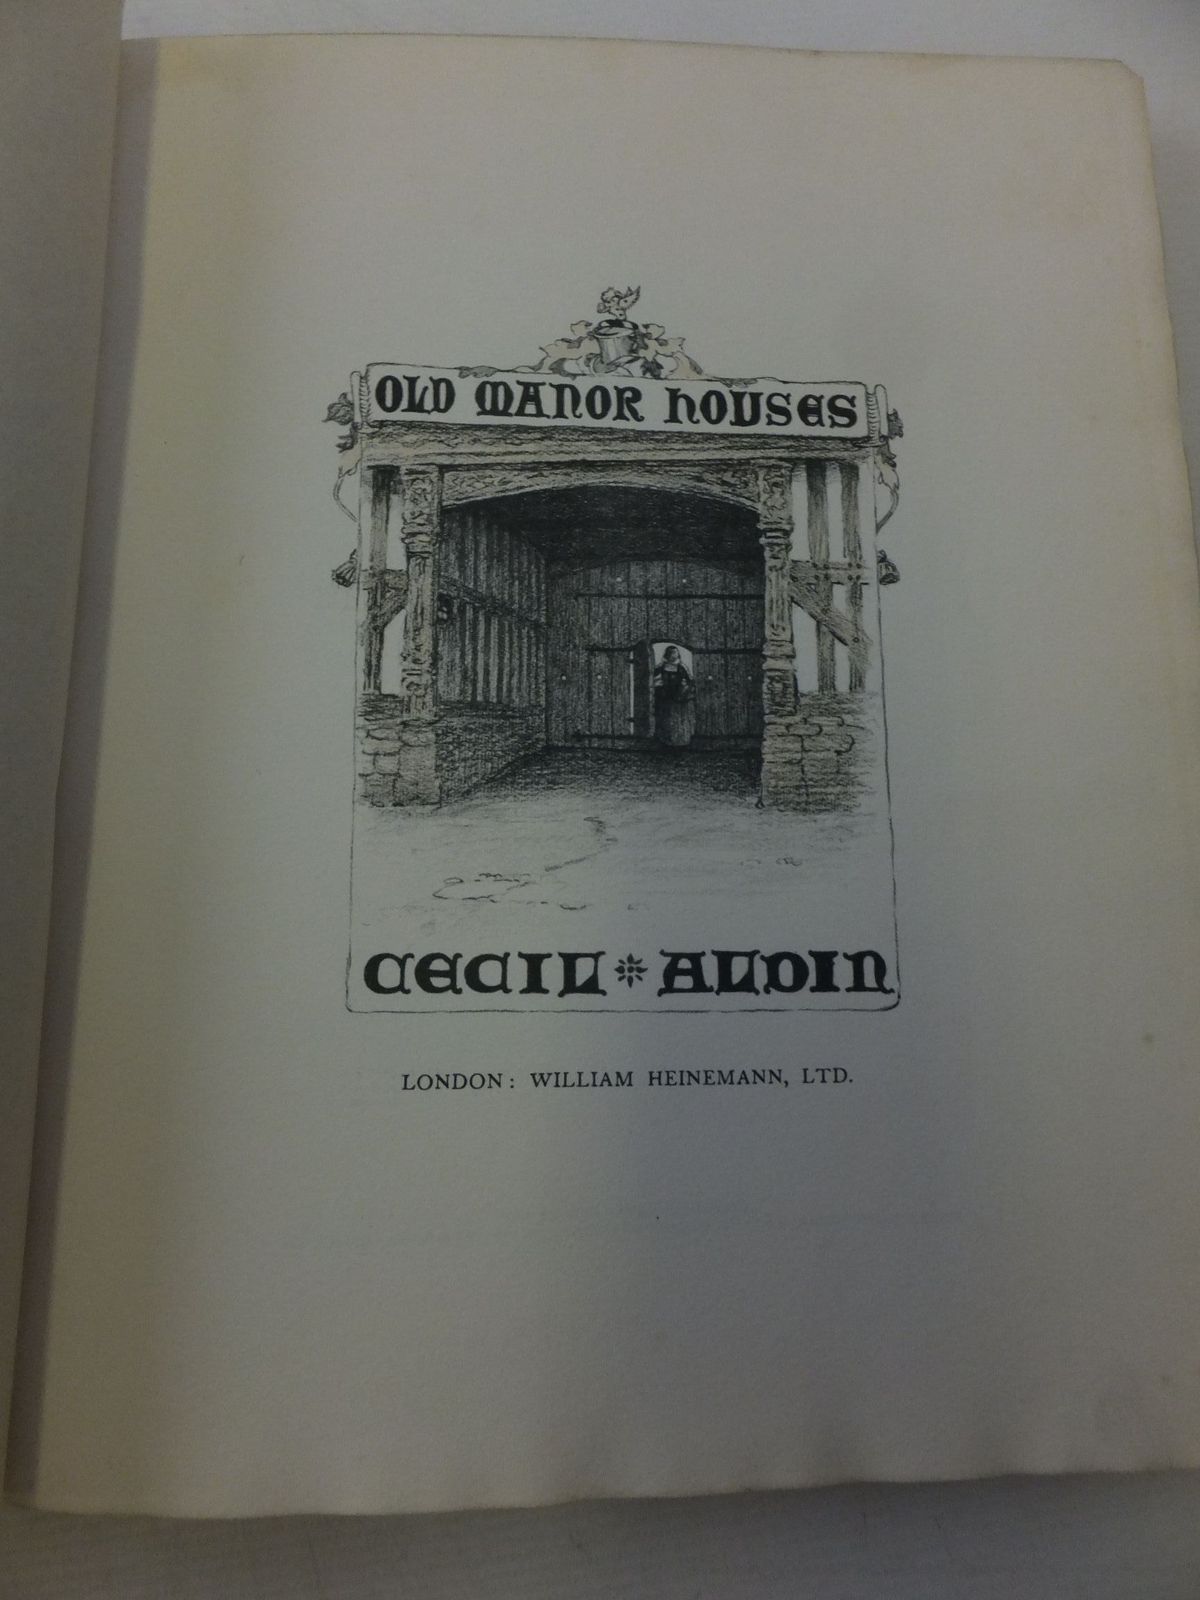 OLD MANOR HOUSES
CECIL ALDIN
LONDON: WILLIAM HEINEMANN, LTD.